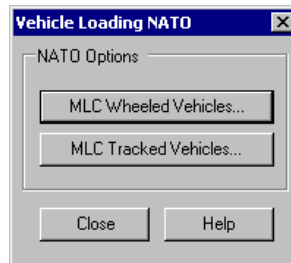 Vehicle Loading NATO
NATO Options
MLC Wheeled Vehicles...
MLC Tracked Vehicles...
Close Help